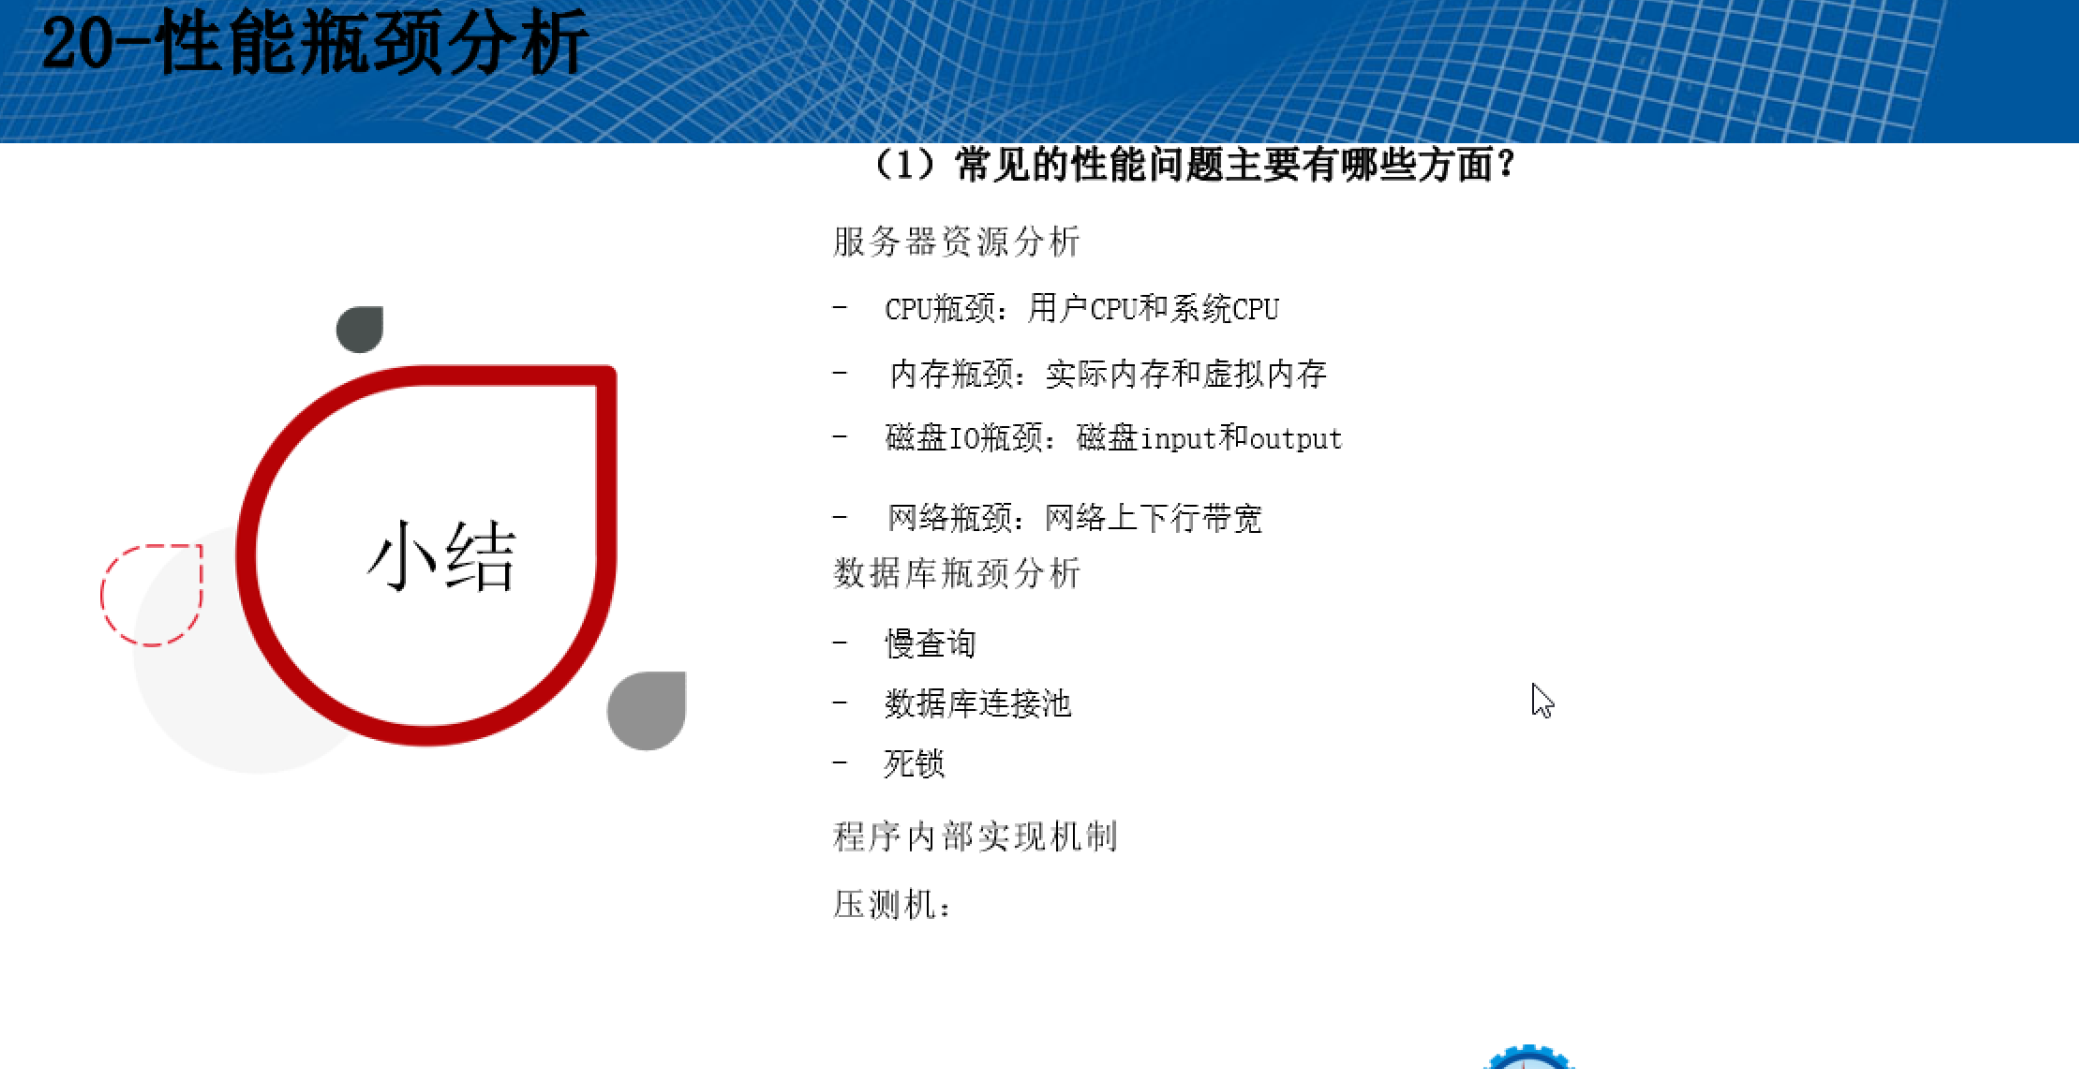 20-性能瓶颈分析
（1）常见的性能问题主要有哪些方面？
服务器资源分析
- CPU瓶颈：用户CPU和系统CPU
- 内存瓶颈：实际内存和虚拟内存
- 磁盘IO瓶颈：磁盘input和output
- 网络瓶颈：网络上下行带宽
小结
数据库瓶颈分析
- 慢查询
- 数据库连接池
- 死锁
程序内部实现机制
压测机：